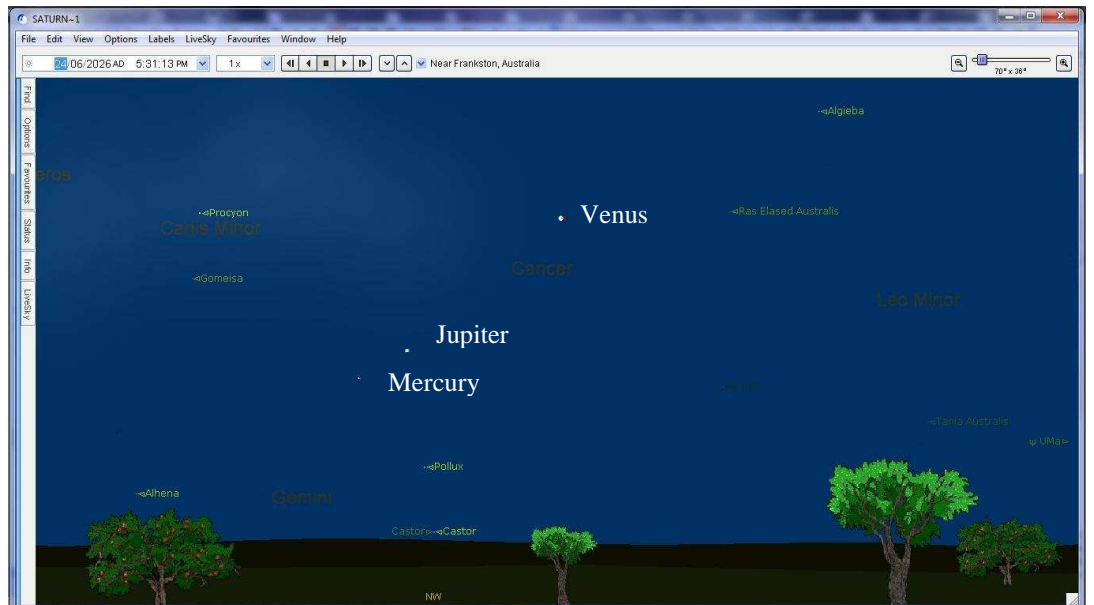 SATURN~1
File Edit View Options Labels LiveSky Favourites Window Help
24/06/2026 AD 5:31:13 PM 1 x Near Frankston, Australia 70° x 36°
Find
Options
Favourites
Status
Info
LiveSky
Algieba
eros
Procyon
Canis Minor
Venus
Ras Elased Australis
Gomeisa
Cancer
Leo Minor
Jupiter
Mercury
Tania Australis
ψ UMa
Pollux
Alhena
Gemini
Castor Castor
NW